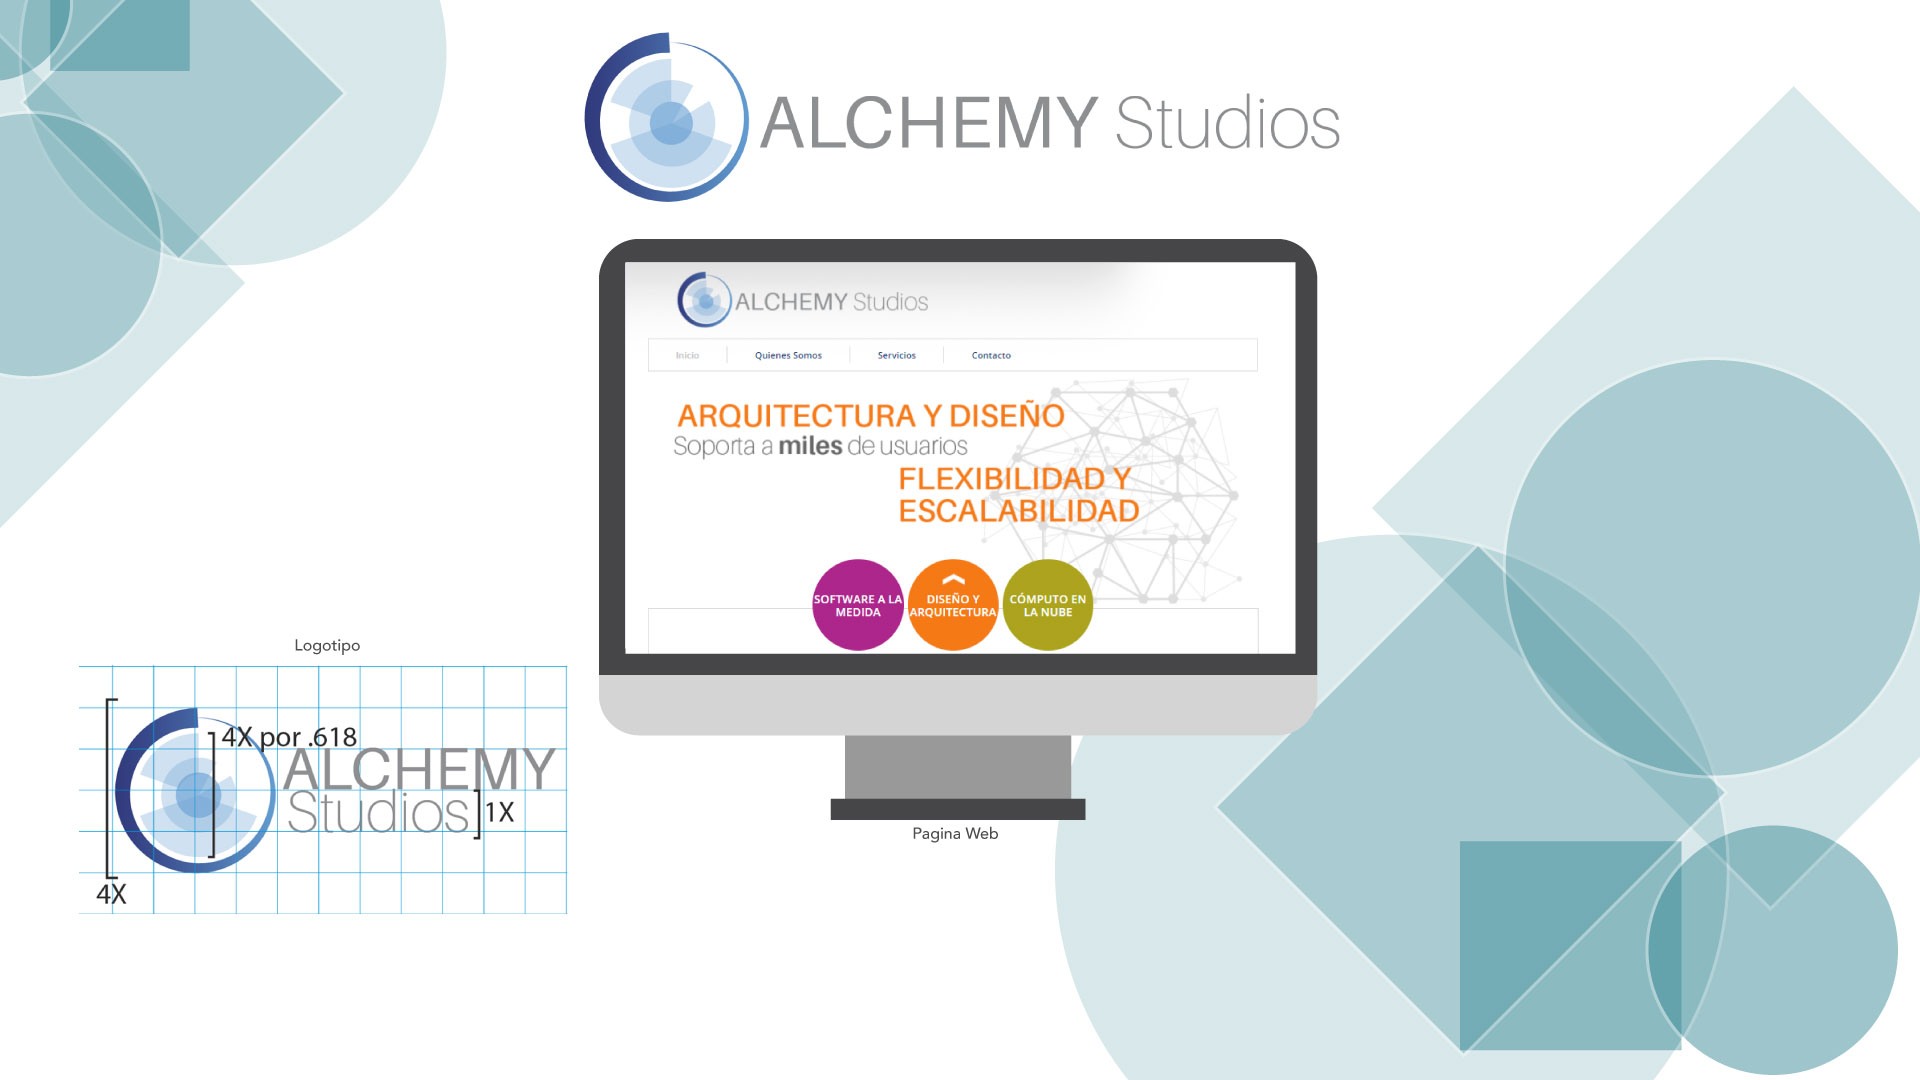 ALCHEMY Studios
ALCHEMY Studios
Inicio
Quienes Somos
Servicios
Contacto
ARQUITECTURA Y DISEÑO
Soporta a miles de usuarios
FLEXIBILIDAD Y
ESCALABILIDAD
SOFTWARE A LA
MEDIDA
DISEÑO Y
ARQUITECTURA
CÓMPUTO EN
LA NUBE
Pagina Web
Logotipo
4X por .618
ALCHEMY
Studios
1X
4X